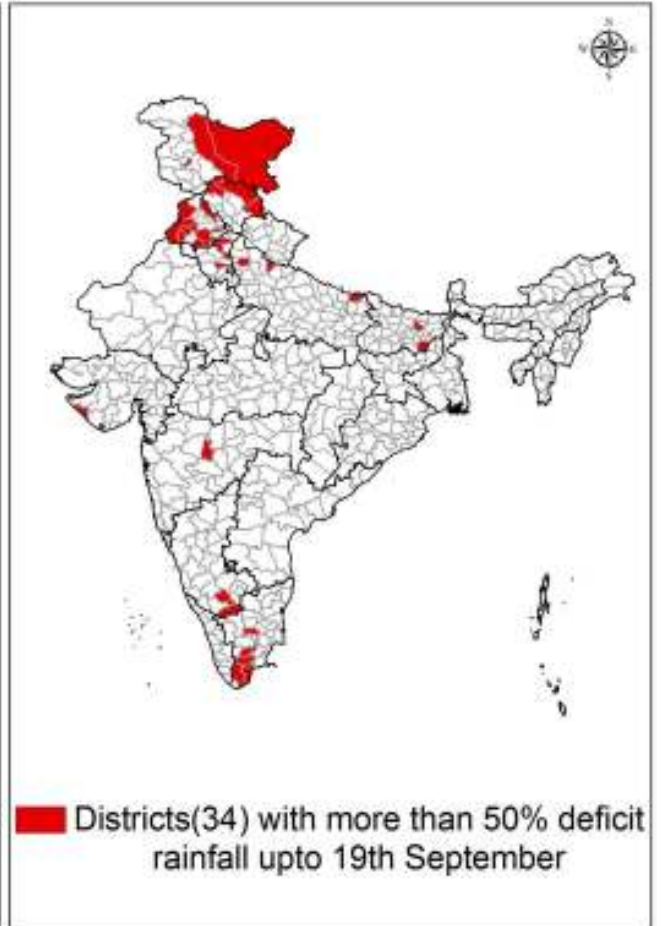 N
W E
S
Districts(34) with more than 50% deficit
rainfall upto 19th September